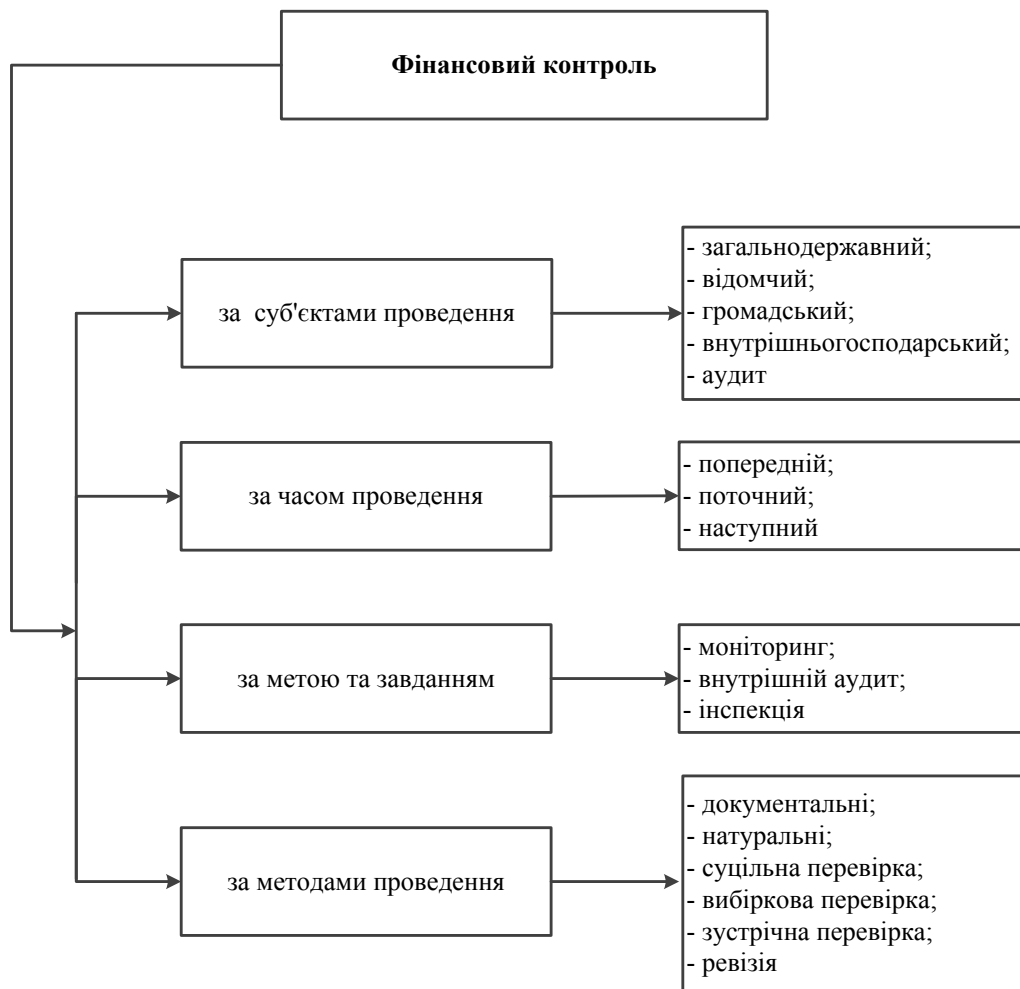 Фінансовий контроль
за суб'єктами проведення
- загальнодержавний;
- відомчий;
- громадський;
- внутрішньогосподарський;
- аудит
за часом проведення
- попередній;
- поточний;
- наступний
за метою та завданням
- моніторинг;
- внутрішній аудит;
- інспекція
за методами проведення
- документальні;
- натуральні;
- суцільна перевірка;
- вибіркова перевірка;
- зустрічна перевірка;
- ревізія